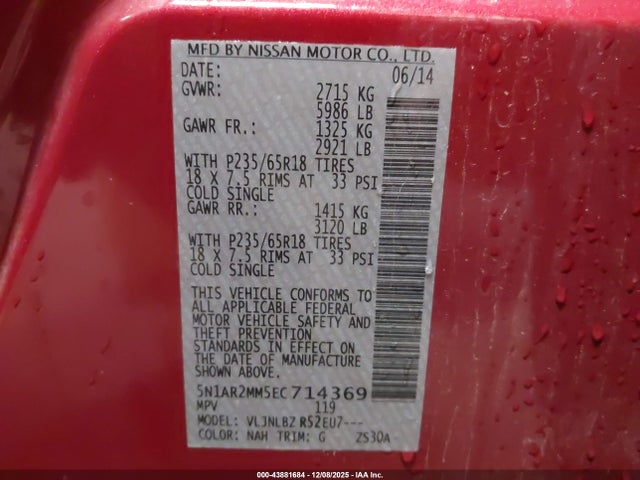 MFD BY NISSAN MOTOR CO., LTD.
DATE: 06/14
GVWR: 2715 KG
5986 LB
GAWR FR.: 1325 KG
2921 LB
WITH P235/65R18 TIRES
18 X 7.5 RIMS AT 33 PSI
COLD SINGLE
GAWR RR.: 1415 KG
3120 LB
WITH P235/65R18 TIRES
18 X 7.5 RIMS AT 33 PSI
COLD SINGLE
THIS VEHICLE CONFORMS TO
ALL APPLICABLE FEDERAL
MOTOR VEHICLE SAFETY AND
THEFT PREVENTION
STANDARDS IN EFFECT ON
THE DATE OF MANUFACTURE
SHOWN ABOVE.
5N1AR2MM5EC714369
MPV 119
MODEL: VLJNLBZ RS2EU7---
COLOR: NAH TRIM: G ZS30A
000-43881684 - 12/08/2025 - IAA Inc.